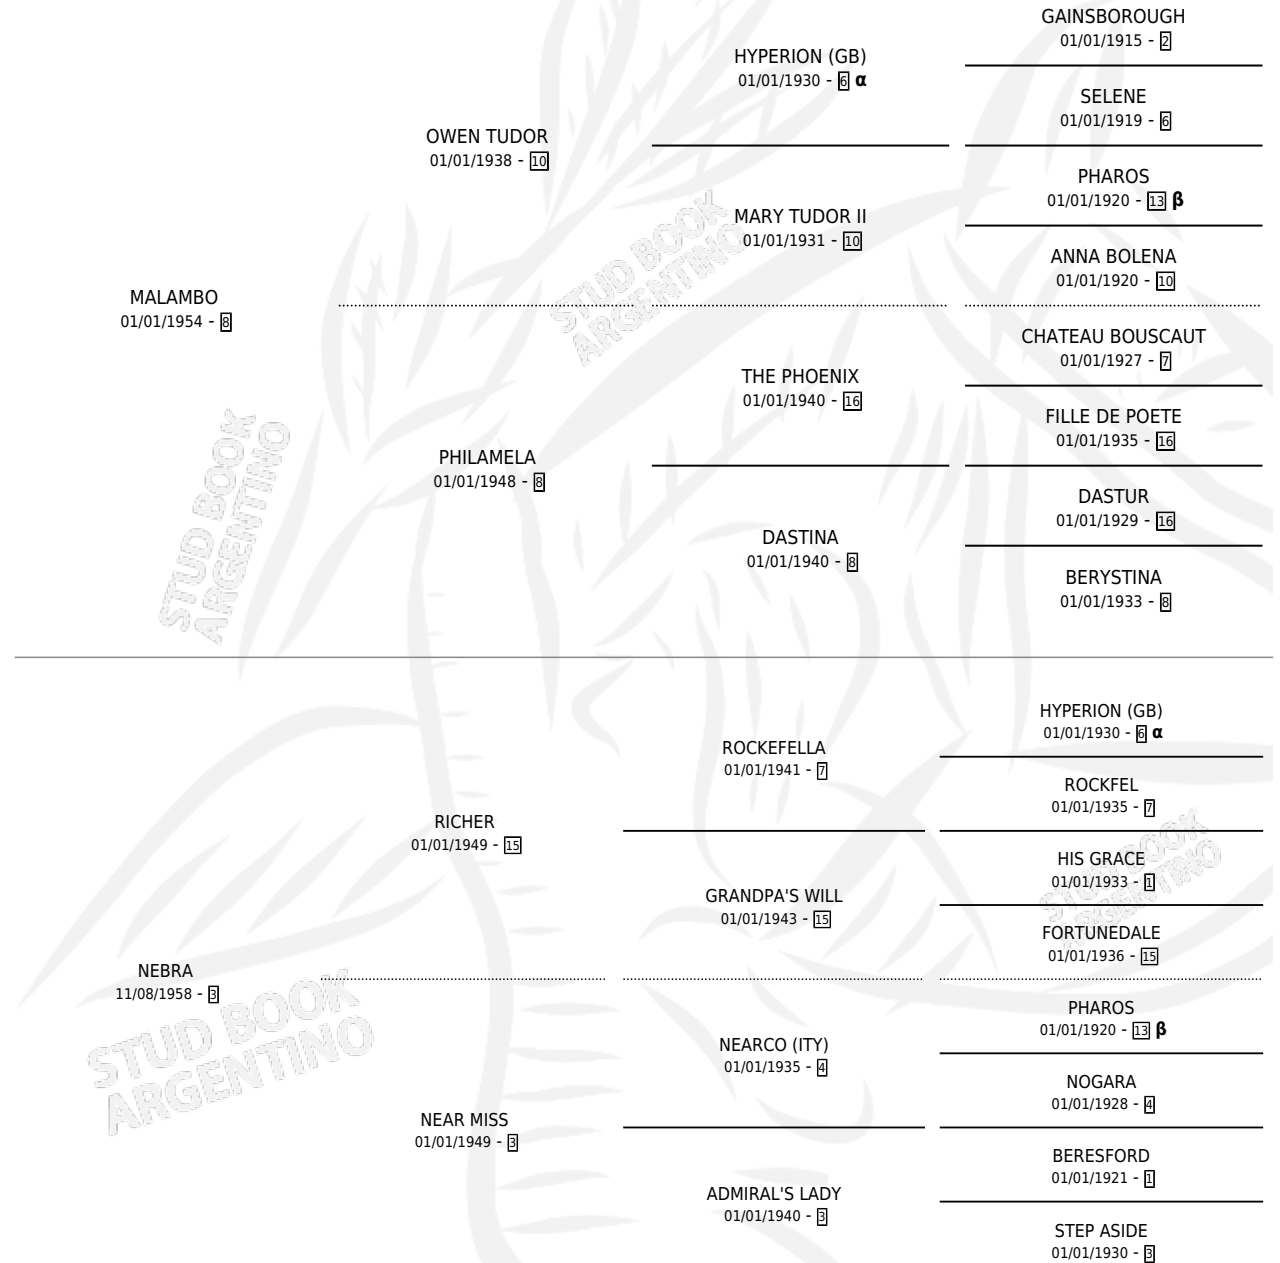 GAINSBOROUGH
01/01/1915 - 2
HYPERION (GB)
01/01/1930 - 6 α
SELENE
01/01/1919 - 6
OWEN TUDOR
01/01/1938 - 10
PHAROS
01/01/1920 - 13 β
MARY TUDOR II
01/01/1931 - 10
ANNA BOLENA
01/01/1920 - 10
MALAMBO
01/01/1954 - 8
CHATEAU BOUSCAUT
01/01/1927 - 7
THE PHOENIX
01/01/1940 - 16
FILLE DE POETE
01/01/1935 - 16
PHILAMELA
01/01/1948 - 8
DASTUR
01/01/1929 - 16
DASTINA
01/01/1940 - 8
BERYSTINA
01/01/1933 - 8
HYPERION (GB)
01/01/1930 - 6 α
ROCKEFELLA
01/01/1941 - 7
ROCKFEL
01/01/1935 - 7
RICHER
01/01/1949 - 15
HIS GRACE
01/01/1933 - 1
GRANDPA'S WILL
01/01/1943 - 15
FORTUNEDALE
01/01/1936 - 15
NEBRA
11/08/1958 - 3
PHAROS
01/01/1920 - 13 β
NEARCO (ITY)
01/01/1935 - 4
NOGARA
01/01/1928 - 4
NEAR MISS
01/01/1949 - 3
BERESFORD
01/01/1921 - 1
ADMIRAL'S LADY
01/01/1940 - 3
STEP ASIDE
01/01/1930 - 3
STUD BOOK
ARGENTINO
STUD BOOK
ARGENTINO
STUD BOOK
ARGENTINO
STUD BOOK
ARGENTINO